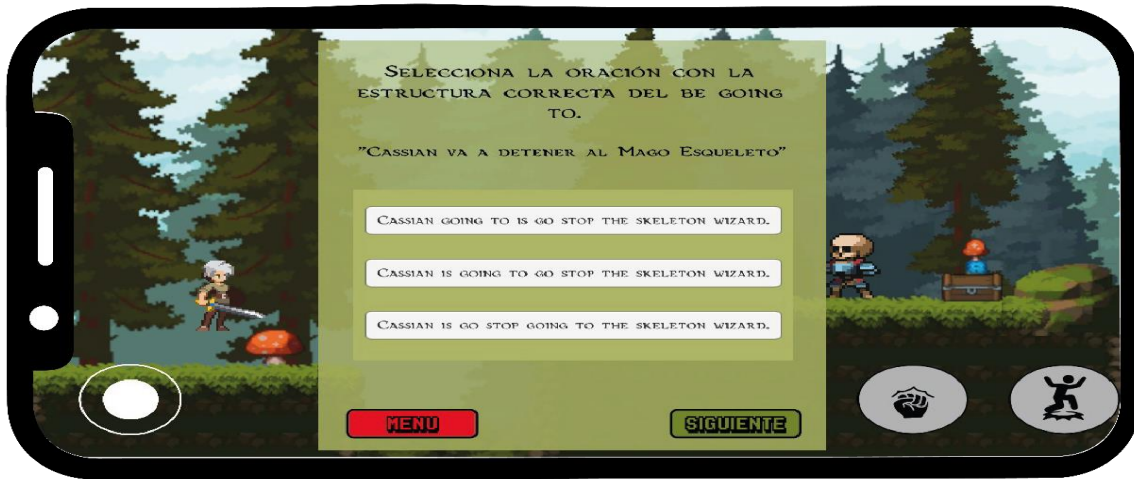 SELECCIONA LA ORACIÓN CON LA
ESTRUCTURA CORRECTA DEL BE GOING
TO.
"CASSIAN VA A DETENER AL MAGO ESQUELETO"
CASSIAN GOING TO IS GO STOP THE SKELETON WIZARD.
CASSIAN IS GOING TO GO STOP THE SKELETON WIZARD.
CASSIAN IS GO STOP GOING TO THE SKELETON WIZARD.
MENU
SIGUIENTE